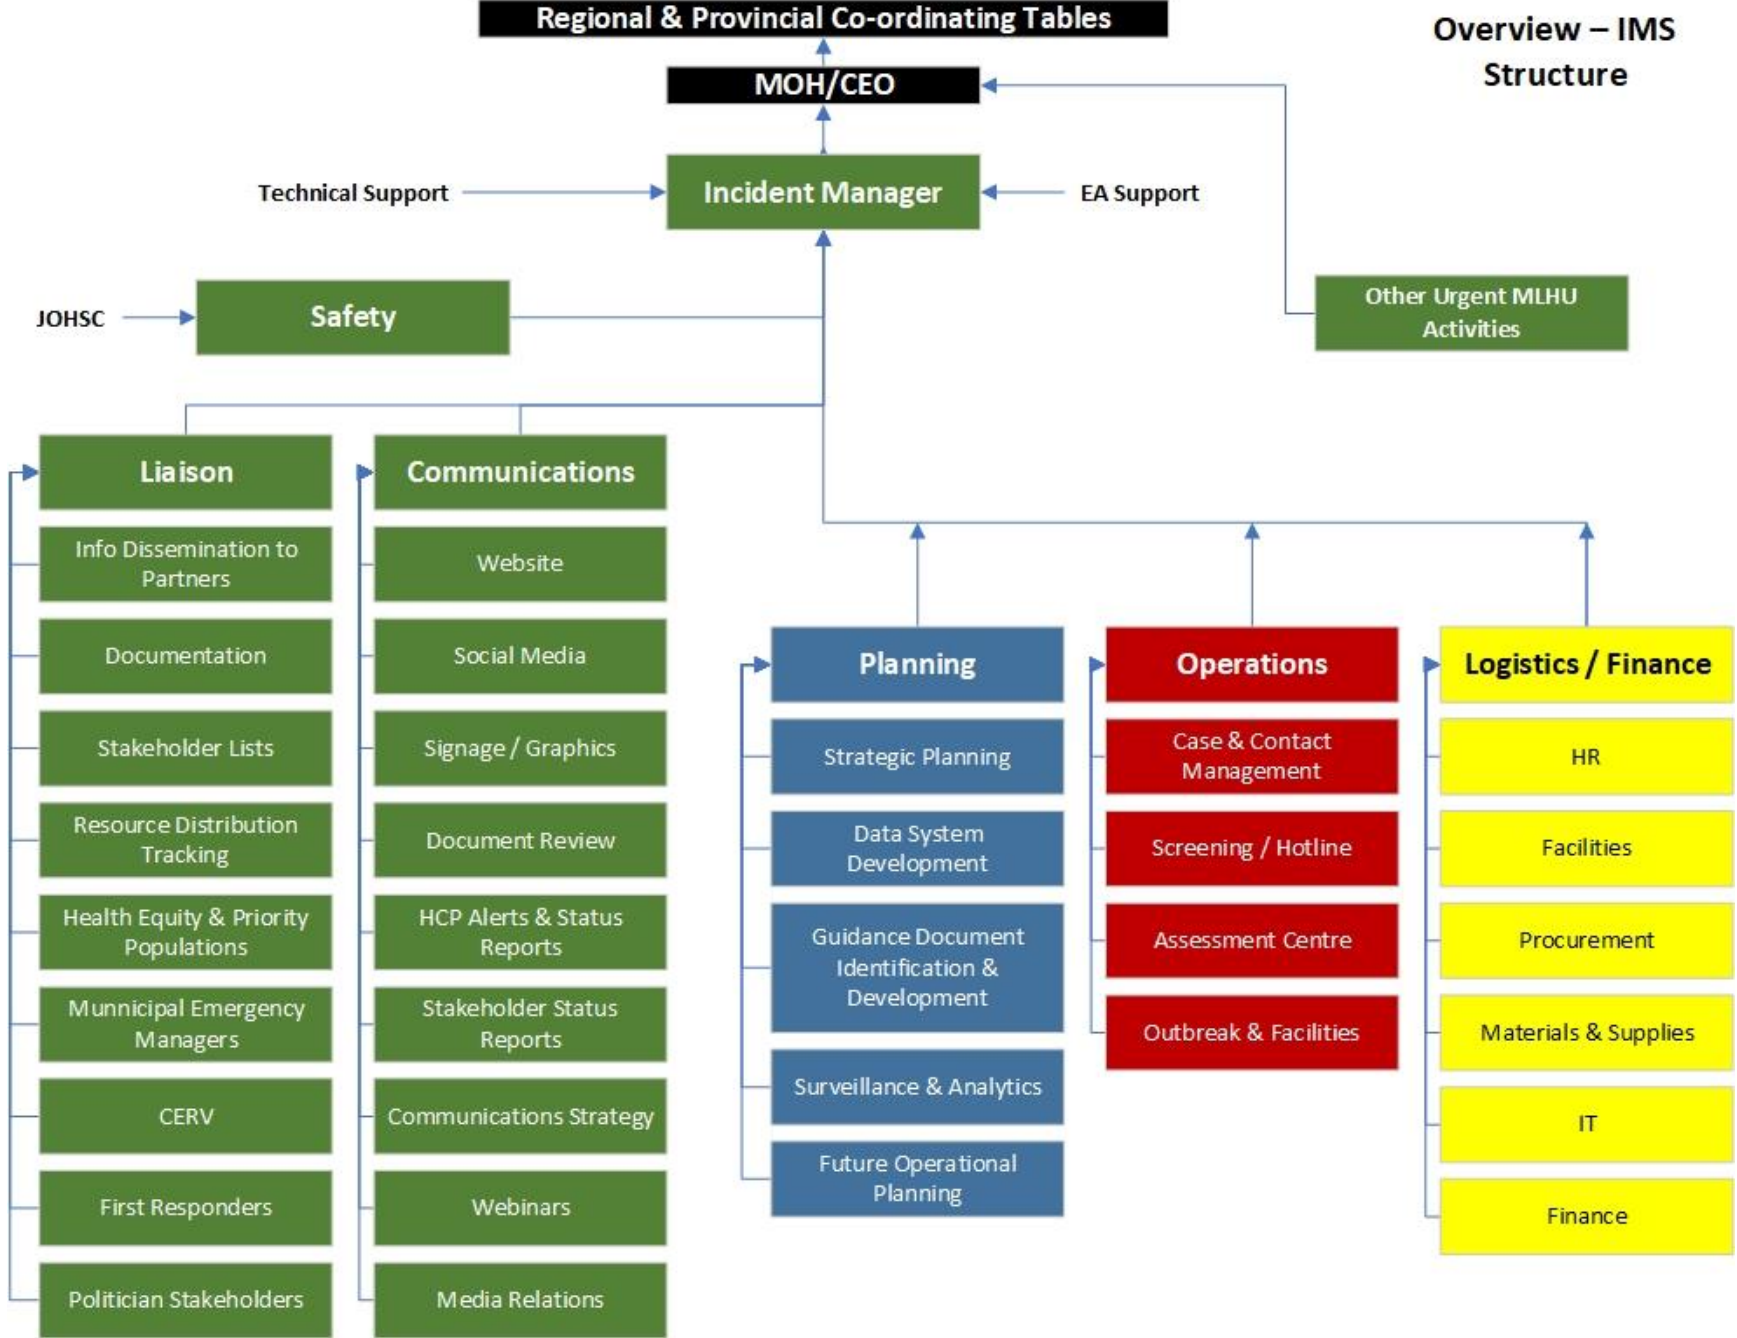 Regional & Provincial Co-ordinating Tables
Overview – IMS
Structure
MOH/CEO
Technical Support
Incident Manager
EA Support
JOHSC
Safety
Other Urgent MLHU
Activities
Liaison
Info Dissemination to
Partners
Documentation
Stakeholder Lists
Resource Distribution
Tracking
Health Equity & Priority
Populations
Munnicipal Emergency
Managers
CERV
First Responders
Politician Stakeholders
Communications
Website
Social Media
Signage / Graphics
Document Review
HCP Alerts & Status
Reports
Stakeholder Status
Reports
Communications Strategy
Webinars
Media Relations
Planning
Strategic Planning
Data System
Development
Guidance Document
Identification &
Development
Surveillance & Analytics
Future Operational
Planning
Operations
Case & Contact
Management
Screening / Hotline
Assessment Centre
Outbreak & Facilities
Logistics / Finance
HR
Facilities
Procurement
Materials & Supplies
IT
Finance